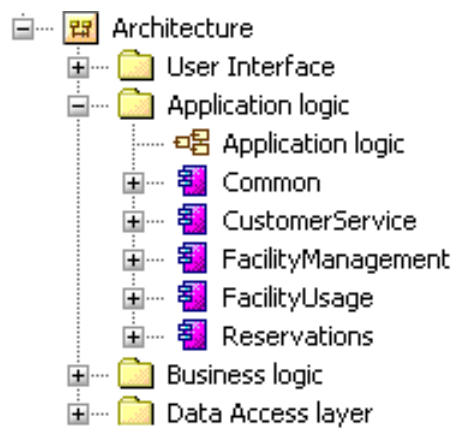 Architecture
User Interface
Application logic
Application logic
Common
CustomerService
FacilityManagement
FacilityUsage
Reservations
Business logic
Data Access layer